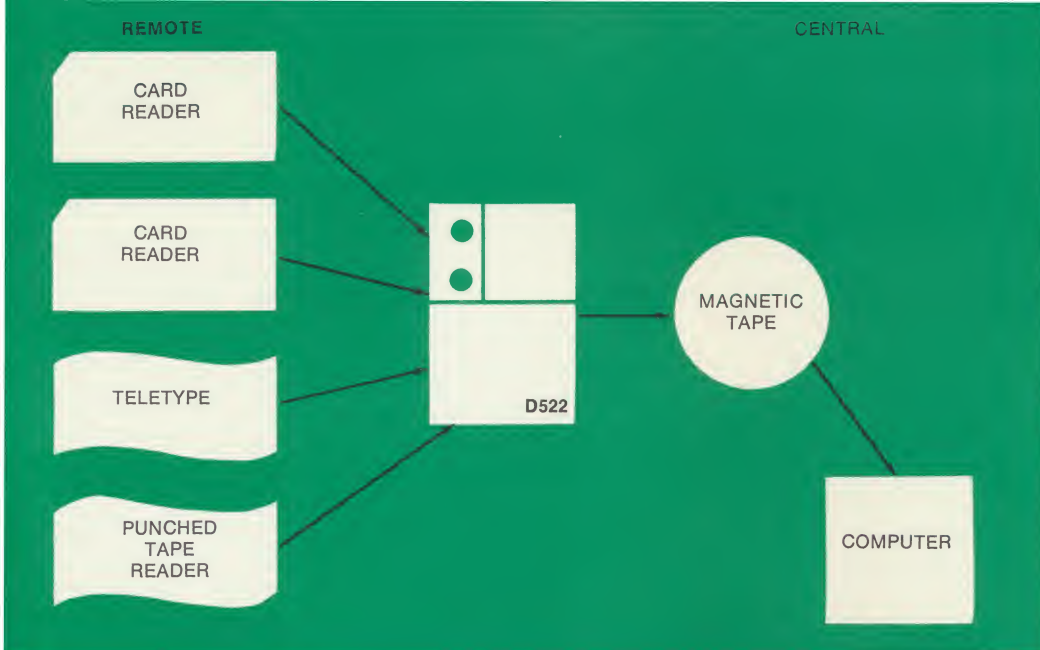 REMOTE
CENTRAL
CARD
READER
CARD
READER
TELETYPE
PUNCHED
TAPE
READER
D522
MAGNETIC
TAPE
COMPUTER